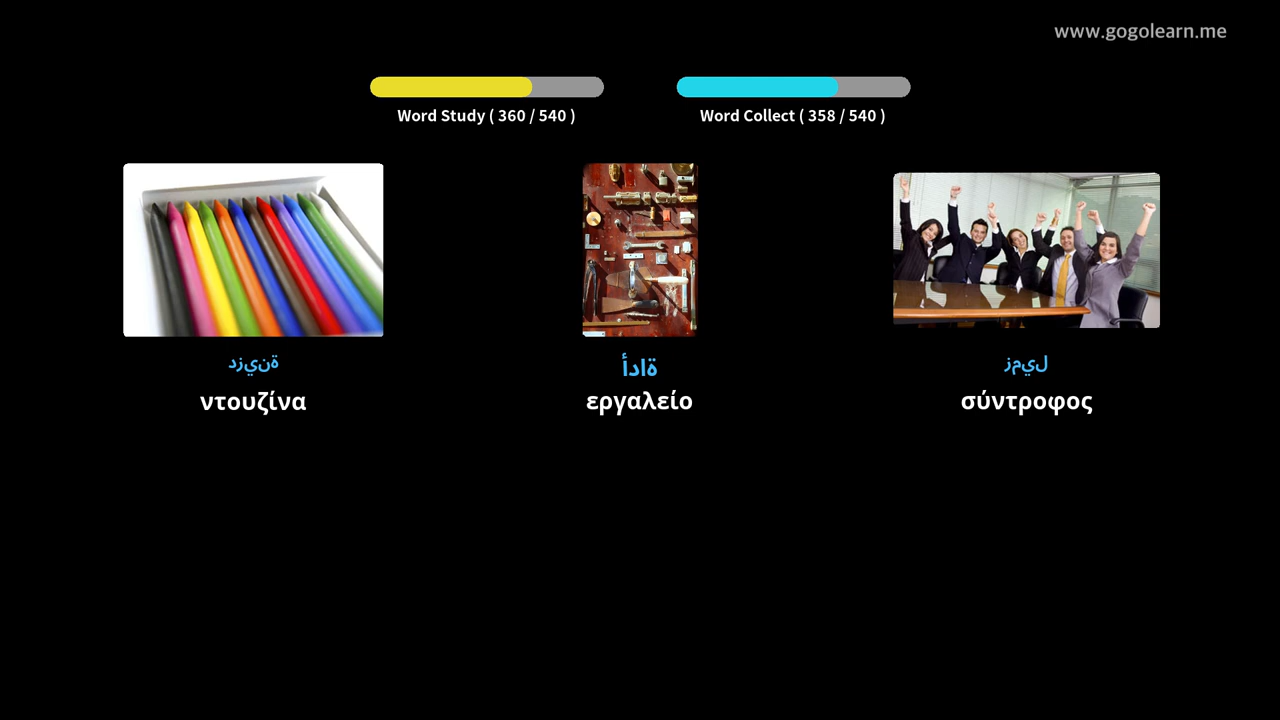 www.gogolearn.me
Word Study ( 360 / 540 )
Word Collect ( 358 / 540 )
دزينة
ντουζίνα
أداة
εργαλείο
زميل
σύντροφος